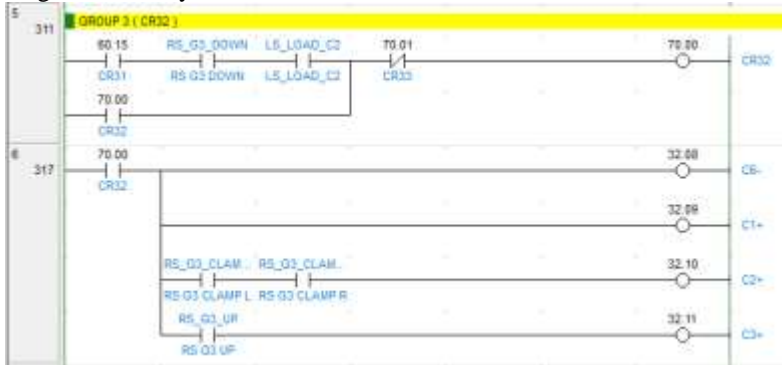 5
311
GROUP 3 ( CR32 )
60.15 RS_G3_DOWN LS_LOAD_C2 70.01 70.00
CR31 RS G3 DOWN LS_LOAD_C2 CR33 CR32
70.00
CR32
6
317
70.00 32.08
CR32 C6-
32.09
C1+
RS_G3_CLAM... RS_G3_CLAM... 32.10
RS G3 CLAMP L RS G3 CLAMP R C2+
RS_G3_UP 32.11
RS G3 UP C3+